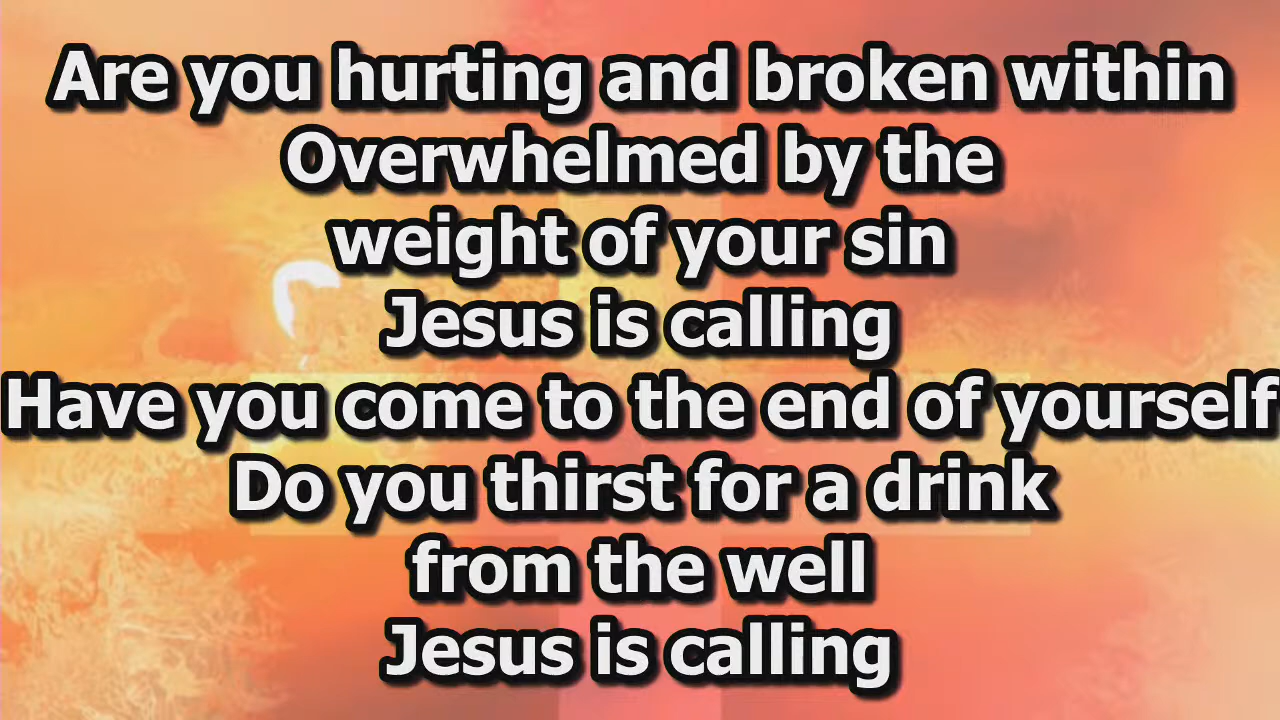 Are you hurting and broken within
Overwhelmed by the
weight of your sin
Jesus is calling
Have you come to the end of yourself
Do you thirst for a drink
from the well
Jesus is calling